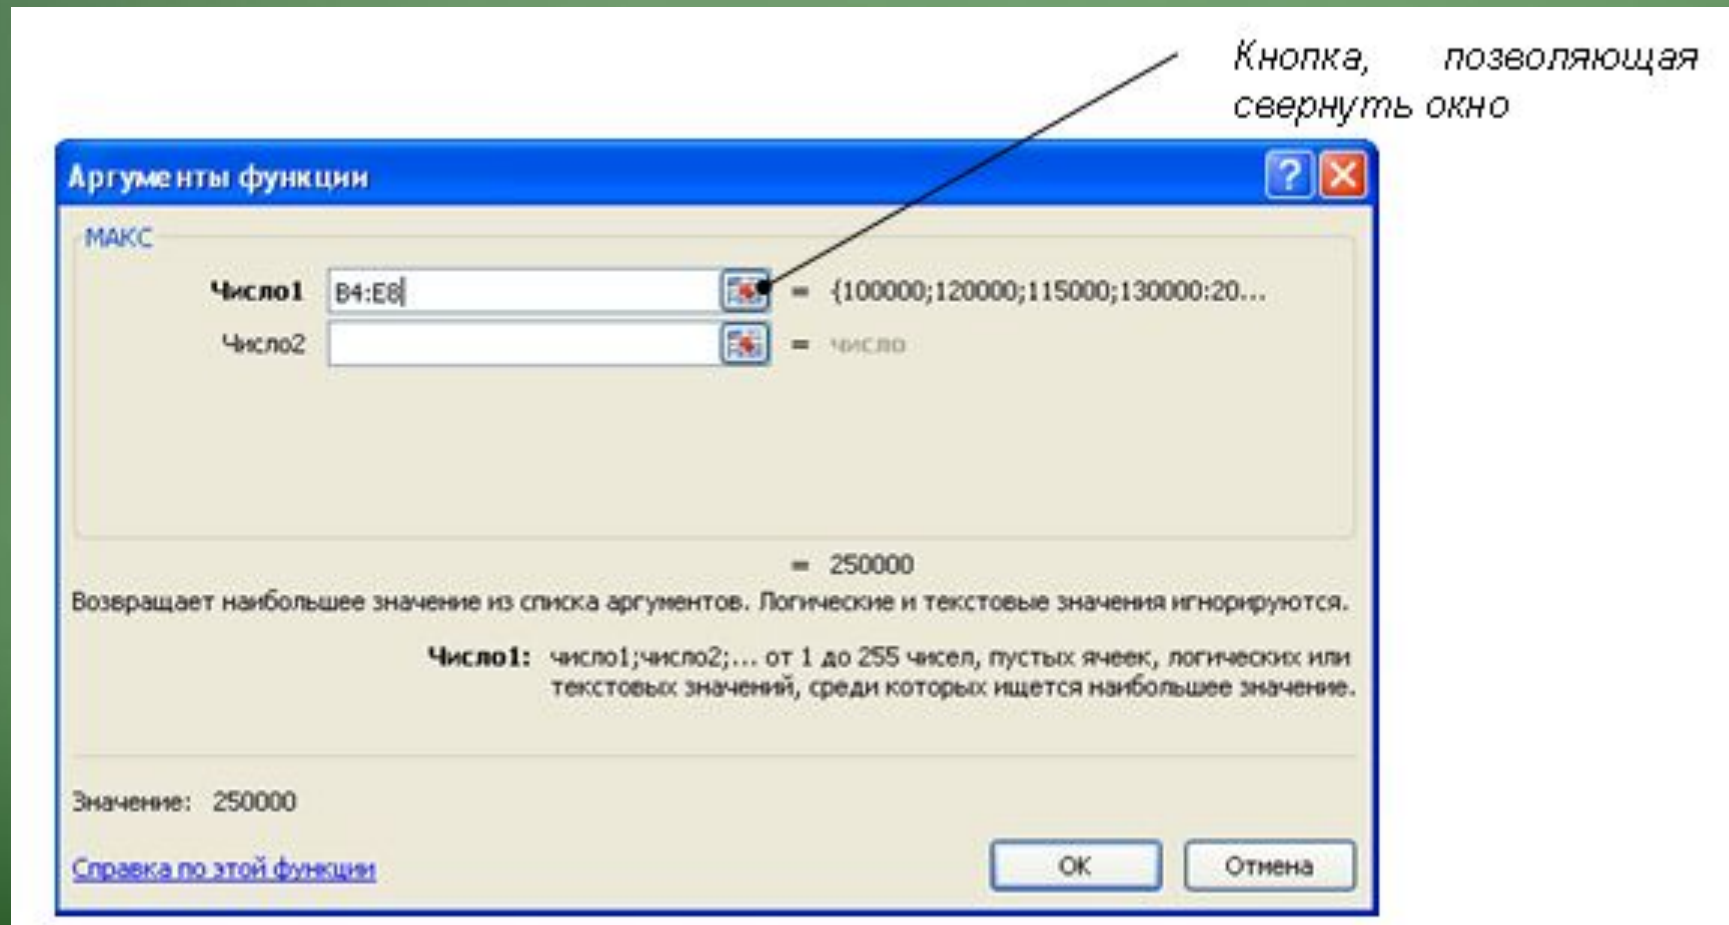 Кнопка, позволяющая
свернуть окно
Аргументы функции
?
МАКС
Число1 B4:E8 = {100000;120000;115000;130000:20...
Число2 = число
= 250000
Возвращает наибольшее значение из списка аргументов. Логические и текстовые значения игнорируются.
Число1: число1;число2;... от 1 до 255 чисел, пустых ячеек, логических или
текстовых значений, среди которых ищется наибольшее значение.
Значение: 250000
Справка по этой функции
ОК
Отмена